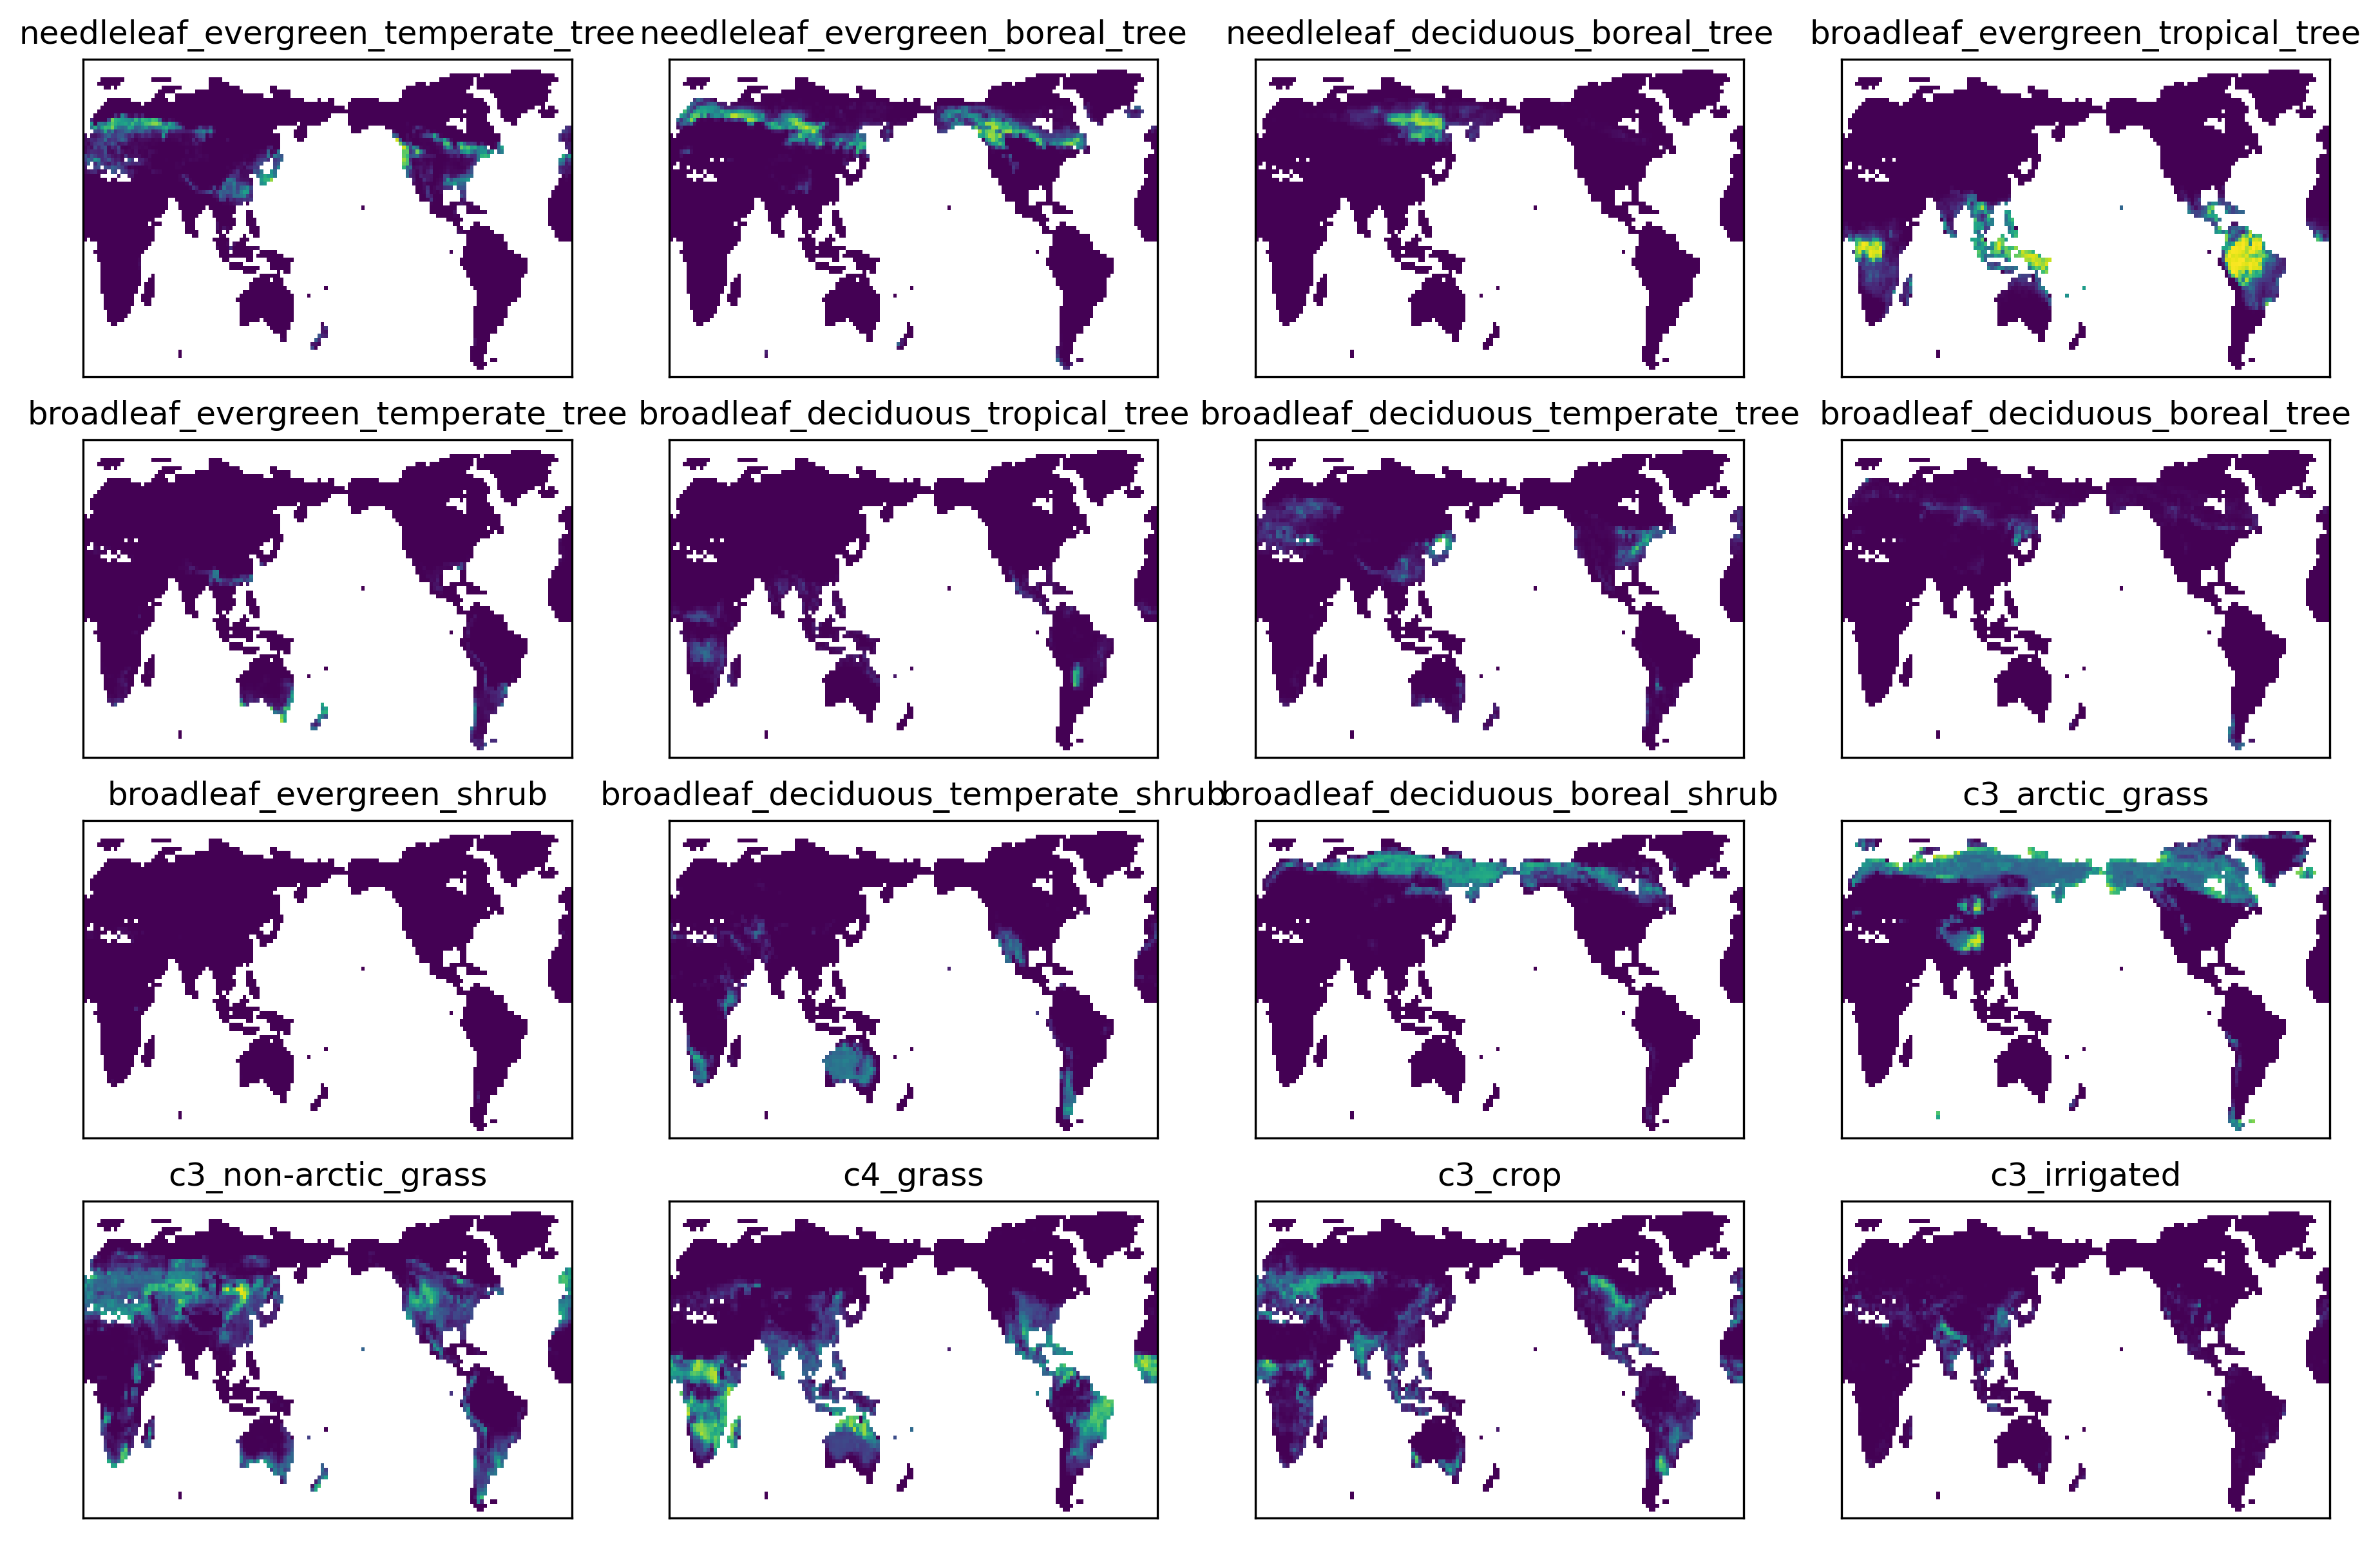 needleleaf_evergreen_temperate_tree
needleleaf_evergreen_boreal_tree
needleleaf_deciduous_boreal_tree
broadleaf_evergreen_tropical_tree
broadleaf_evergreen_temperate_tree
broadleaf_deciduous_tropical_tree
broadleaf_deciduous_temperate_tree
broadleaf_deciduous_boreal_tree
broadleaf_evergreen_shrub
broadleaf_deciduous_temperate_shrub
broadleaf_deciduous_boreal_shrub
c3_arctic_grass
c3_non-arctic_grass
c4_grass
c3_crop
c3_irrigated